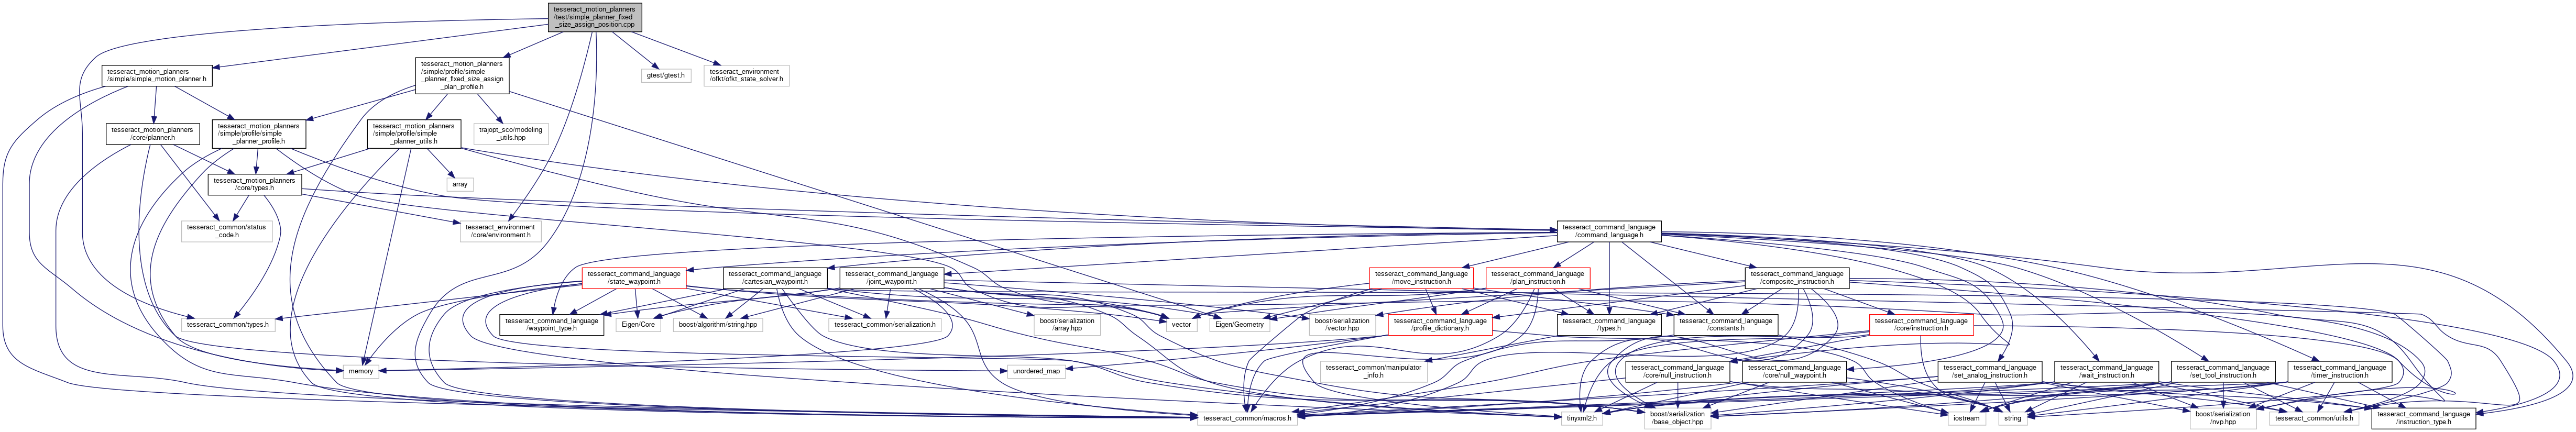 tesseract_motion_planners
/test/simple_planner_fixed
_size_assign_position.cpp
tesseract_motion_planners
/simple/simple_motion_planner.h
tesseract_motion_planners
/simple/profile/simple
_planner_fixed_size_assign
_plan_profile.h
gtest/gtest.h
tesseract_environment
/ofkt/ofkt_state_solver.h
tesseract_motion_planners
/core/planner.h
tesseract_motion_planners
/simple/profile/simple
_planner_profile.h
tesseract_motion_planners
/simple/profile/simple
_planner_utils.h
trajopt_sco/modeling
_utils.hpp
tesseract_motion_planners
/core/types.h
array
tesseract_common/status
_code.h
tesseract_environment
/core/environment.h
tesseract_command_language
/command_language.h
tesseract_command_language
/state_waypoint.h
tesseract_command_language
/cartesian_waypoint.h
tesseract_command_language
/joint_waypoint.h
tesseract_command_language
/move_instruction.h
tesseract_command_language
/plan_instruction.h
tesseract_command_language
/composite_instruction.h
tesseract_common/types.h
tesseract_command_language
/waypoint_type.h
Eigen/Core
boost/algorithm/string.hpp
tesseract_common/serialization.h
boost/serialization
/array.hpp
vector
Eigen/Geometry
boost/serialization
/vector.hpp
tesseract_command_language
/profile_dictionary.h
tesseract_command_language
/types.h
tesseract_command_language
/constants.h
tesseract_command_language
/core/instruction.h
memory
unordered_map
tesseract_common/manipulator
_info.h
tesseract_command_language
/core/null_instruction.h
tesseract_command_language
/core/null_waypoint.h
tesseract_command_language
/set_analog_instruction.h
tesseract_command_language
/wait_instruction.h
tesseract_command_language
/set_tool_instruction.h
tesseract_command_language
/timer_instruction.h
tesseract_common/macros.h
tinyxml2.h
boost/serialization
/base_object.hpp
iostream
string
boost/serialization
/nvp.hpp
tesseract_common/utils.h
tesseract_command_language
/instruction_type.h